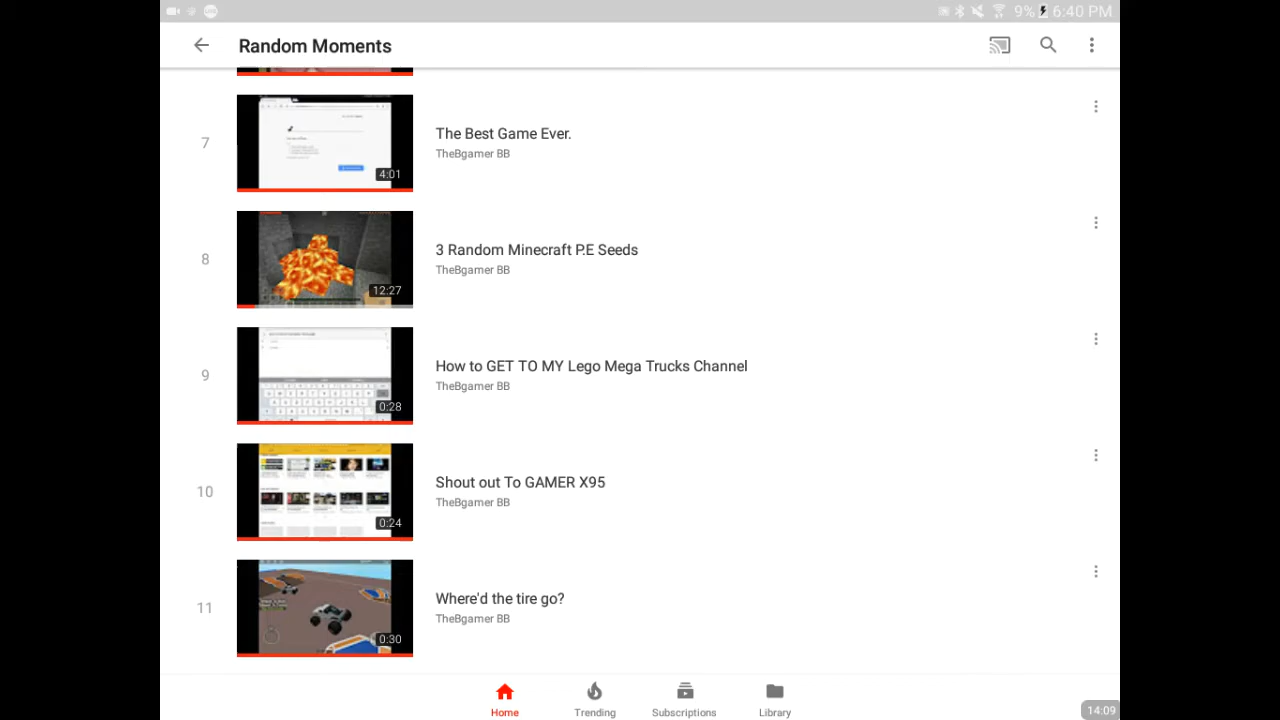 9% 6:40 PM
Random Moments
7
The Best Game Ever.
TheBgamer BB
4:01
8
3 Random Minecraft P.E Seeds
TheBgamer BB
12:27
9
How to GET TO MY Lego Mega Trucks Channel
TheBgamer BB
0:28
10
Shout out To GAMER X95
TheBgamer BB
0:24
11
Where'd the tire go?
TheBgamer BB
0:30
Home Trending Subscriptions Library
14:09